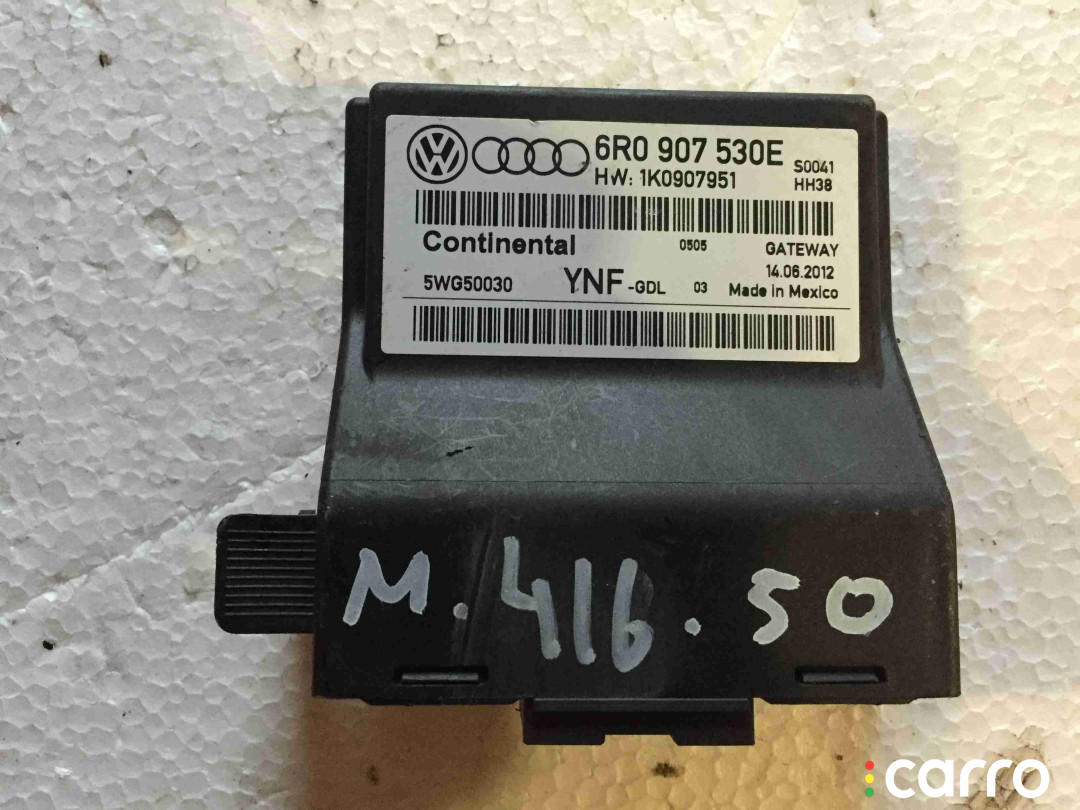 6R0 907 530E
S0041
HW: 1K0907951
HH38
Continental
0505
GATEWAY
14.06.2012
5WG50030
YNF -GDL
03
Made in Mexico
M. 416. 50
carro